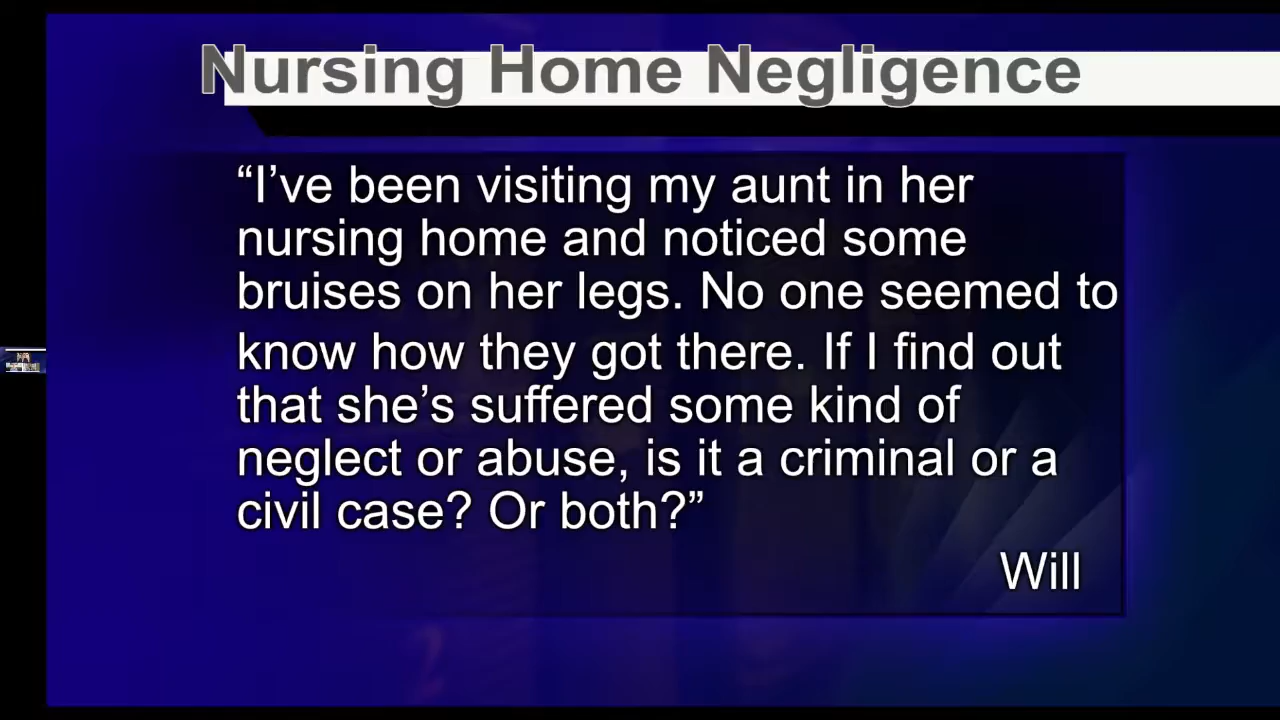 Nursing Home Negligence
“I’ve been visiting my aunt in her
nursing home and noticed some
bruises on her legs. No one seemed to
know how they got there. If I find out
that she’s suffered some kind of
neglect or abuse, is it a criminal or a
civil case? Or both?”
Will